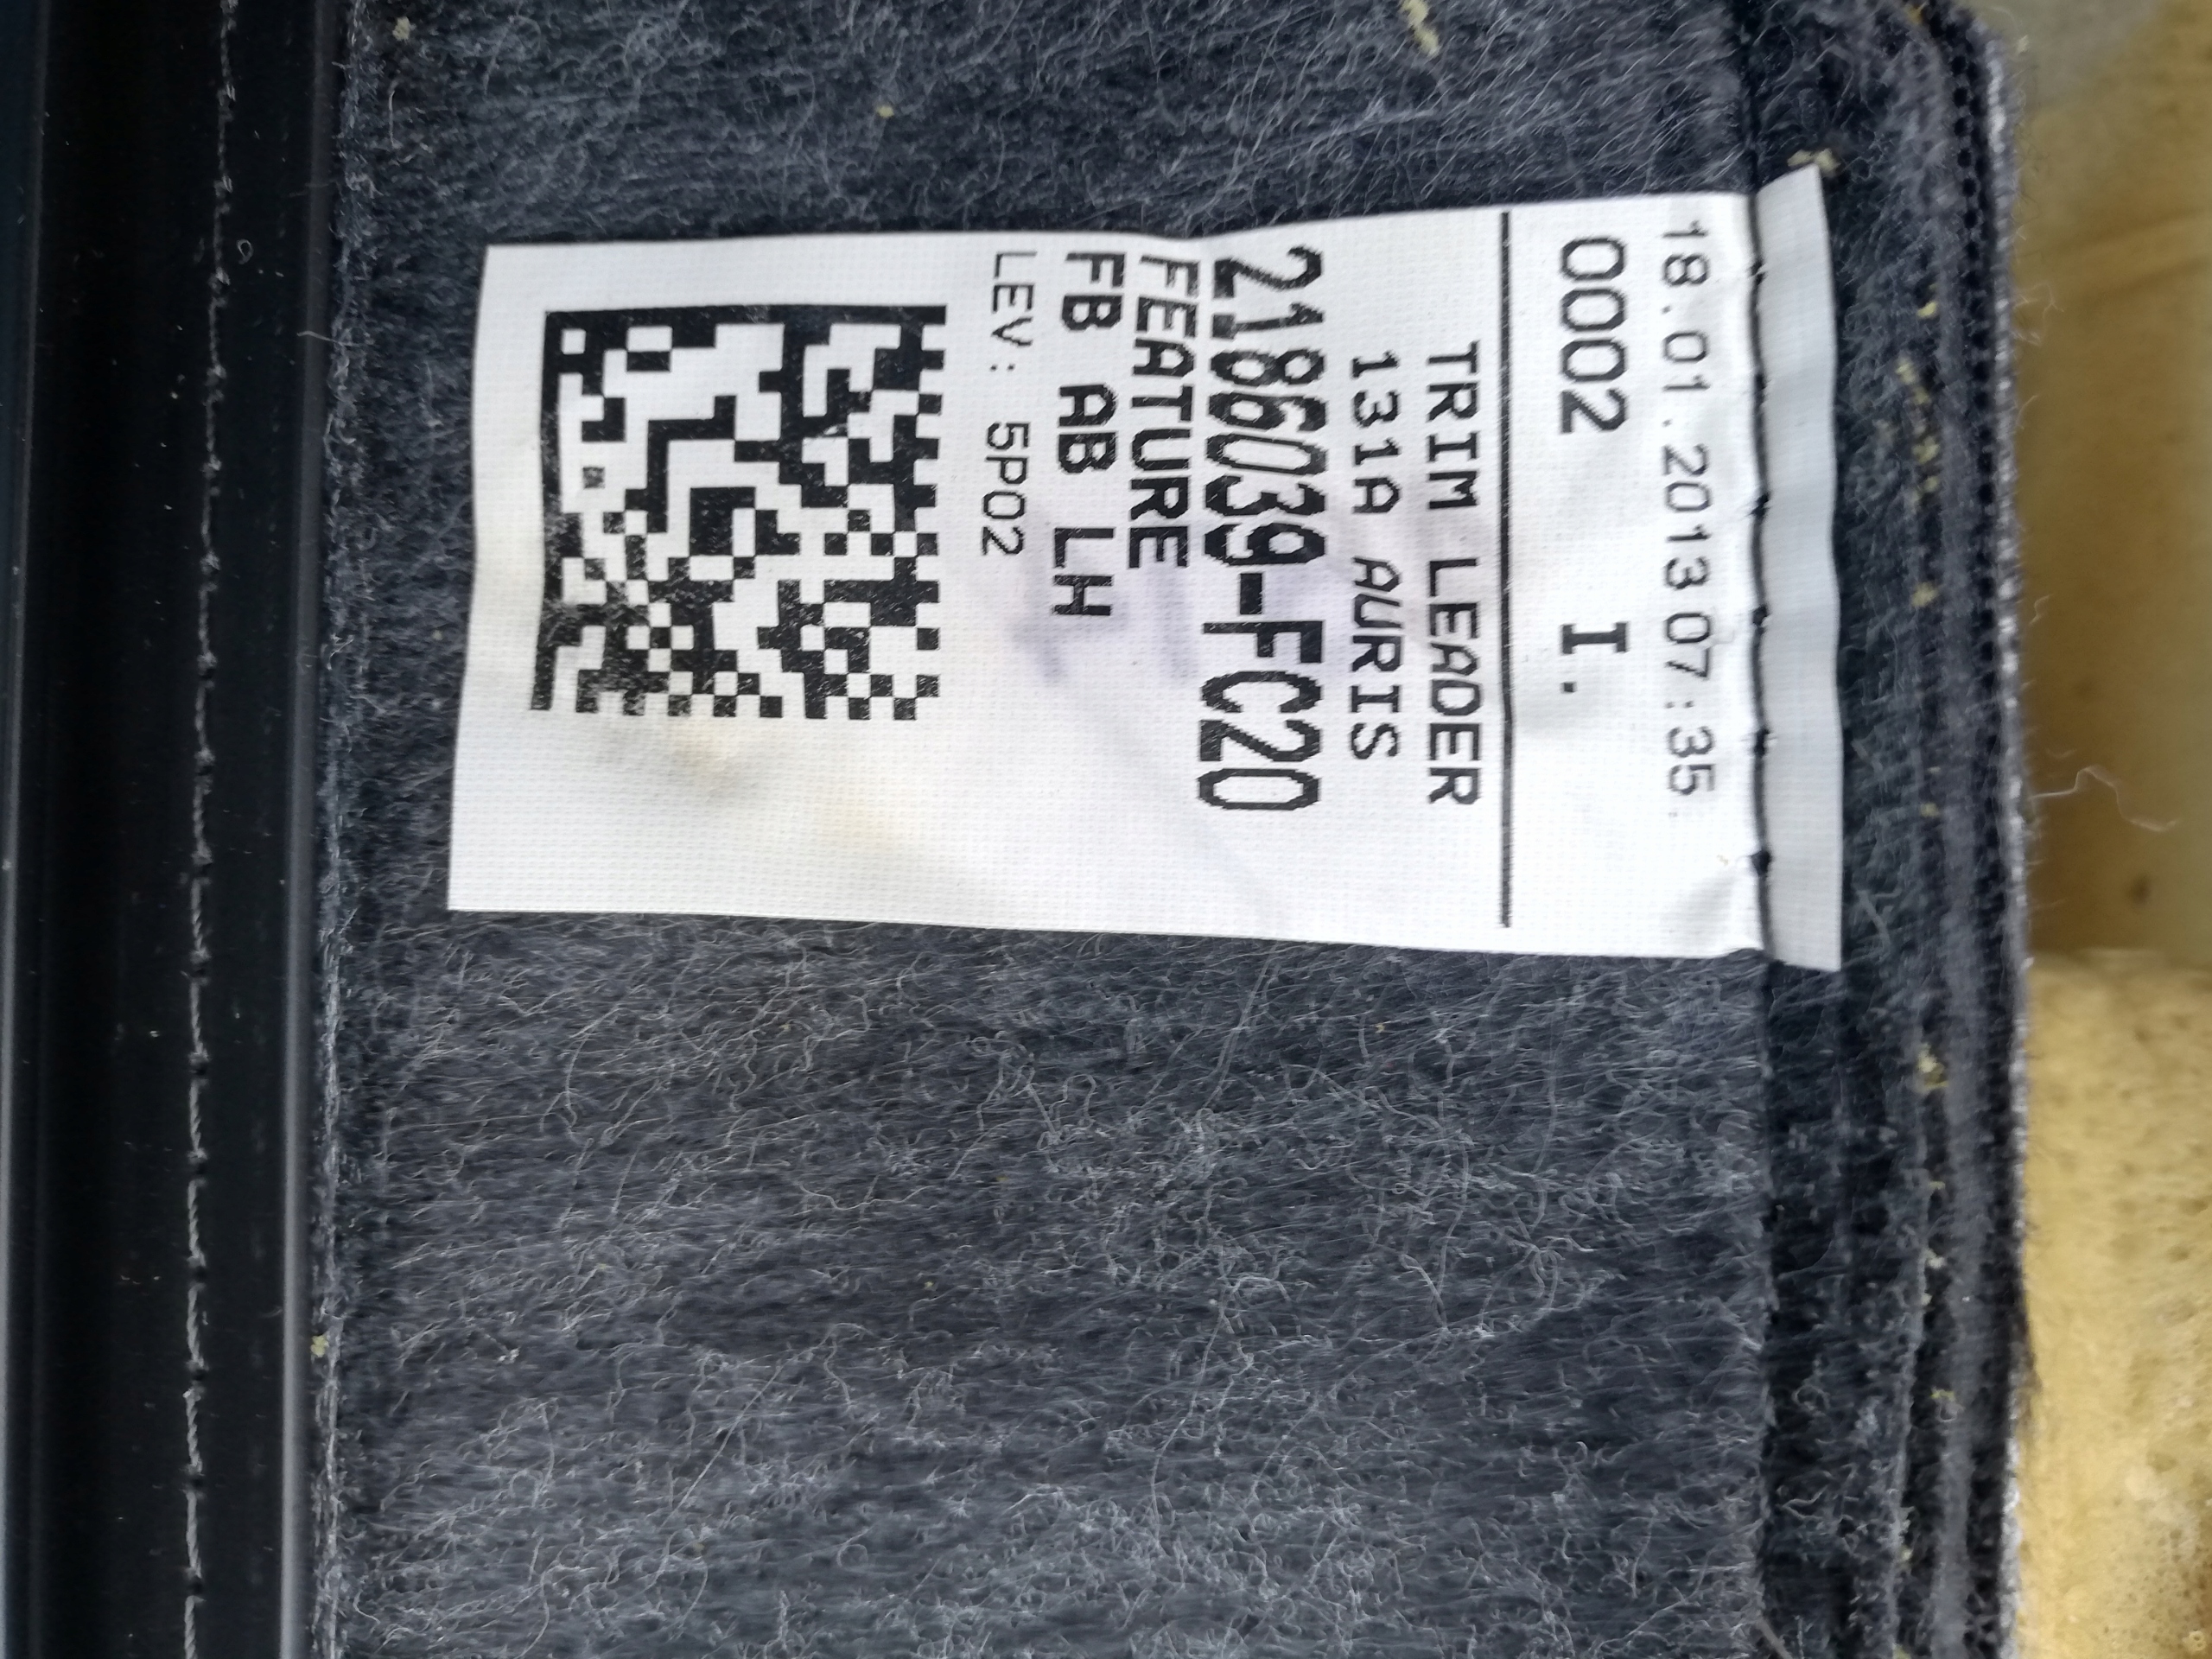 18.01.2013 07:35.
0002 I.
TRIM LEADER
131A AURIS
2186039-FC20
FEATURE
FB AB LH
LEV: 5P02